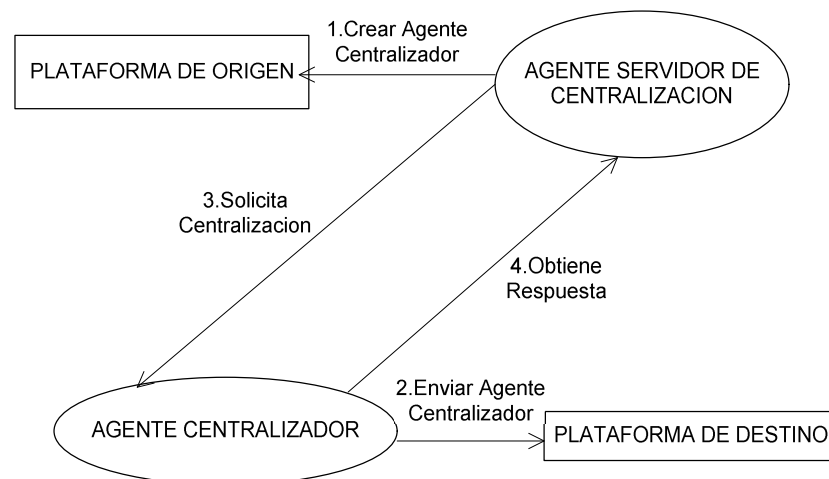 1.Crear Agente
Centralizador
PLATAFORMA DE ORIGEN
AGENTE SERVIDOR DE
CENTRALIZACION
3.Solicita
Centralizacion
4.Obtiene
Respuesta
2.Enviar Agente
Centralizador
AGENTE CENTRALIZADOR
PLATAFORMA DE DESTINO